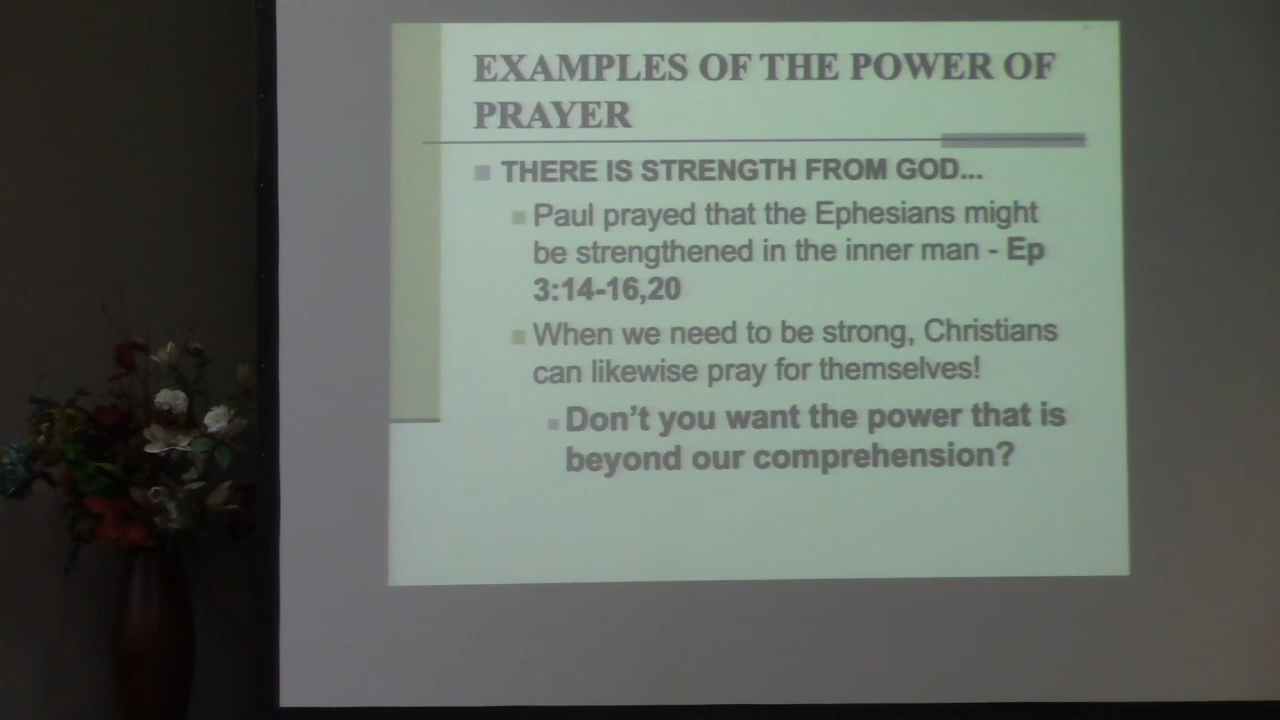 EXAMPLES OF THE POWER OF
PRAYER
THERE IS STRENGTH FROM GOD...
Paul prayed that the Ephesians might
be strengthened in the inner man - Ep
3:14-16,20
When we need to be strong, Christians
can likewise pray for themselves!
Don't you want the power that is
beyond our comprehension?